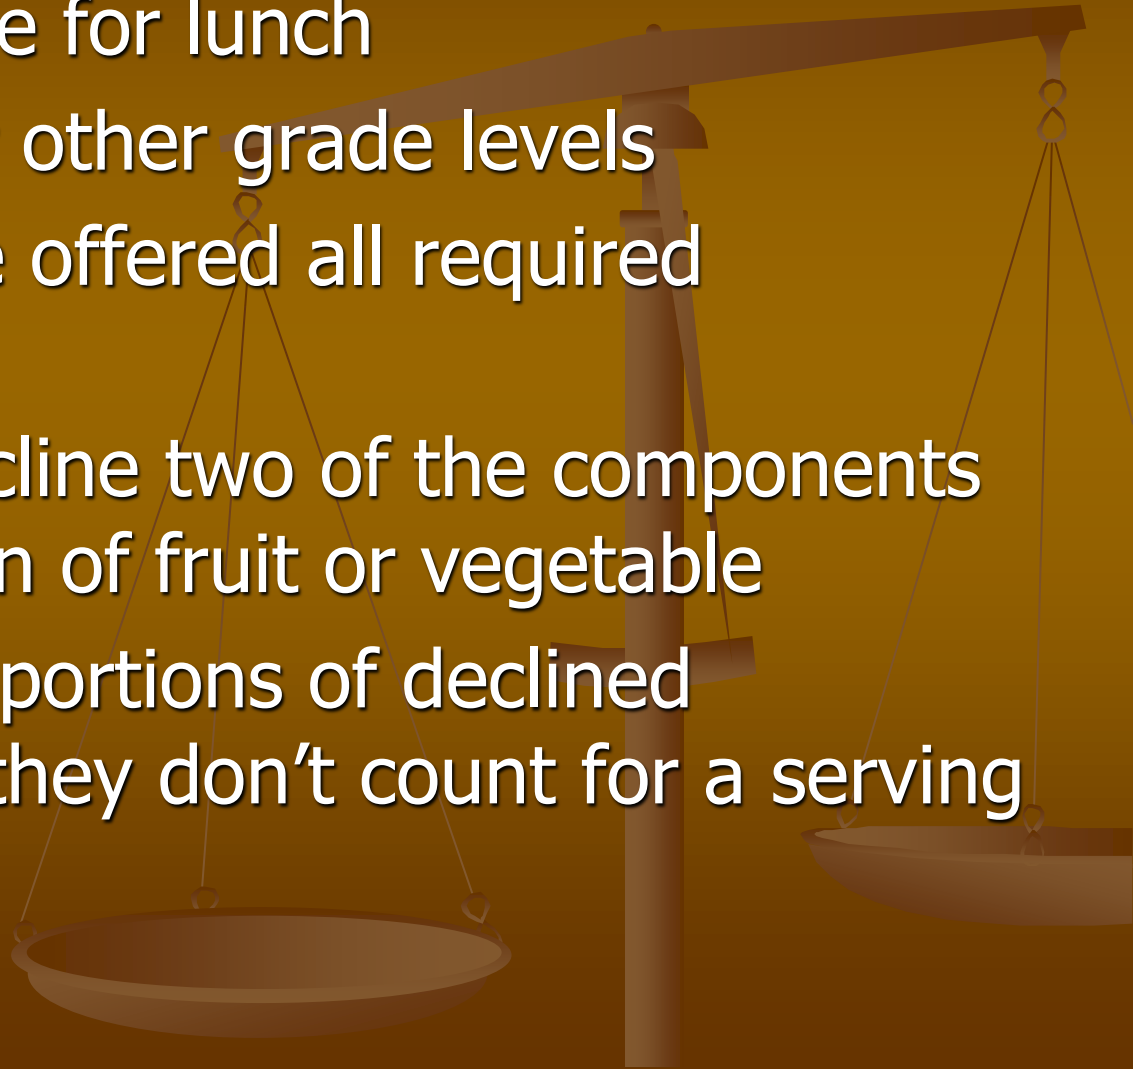 for lunch
other grade levels
offered all required
two of the components
of fruit or vegetable
portions of declined
they don’t count for a serving